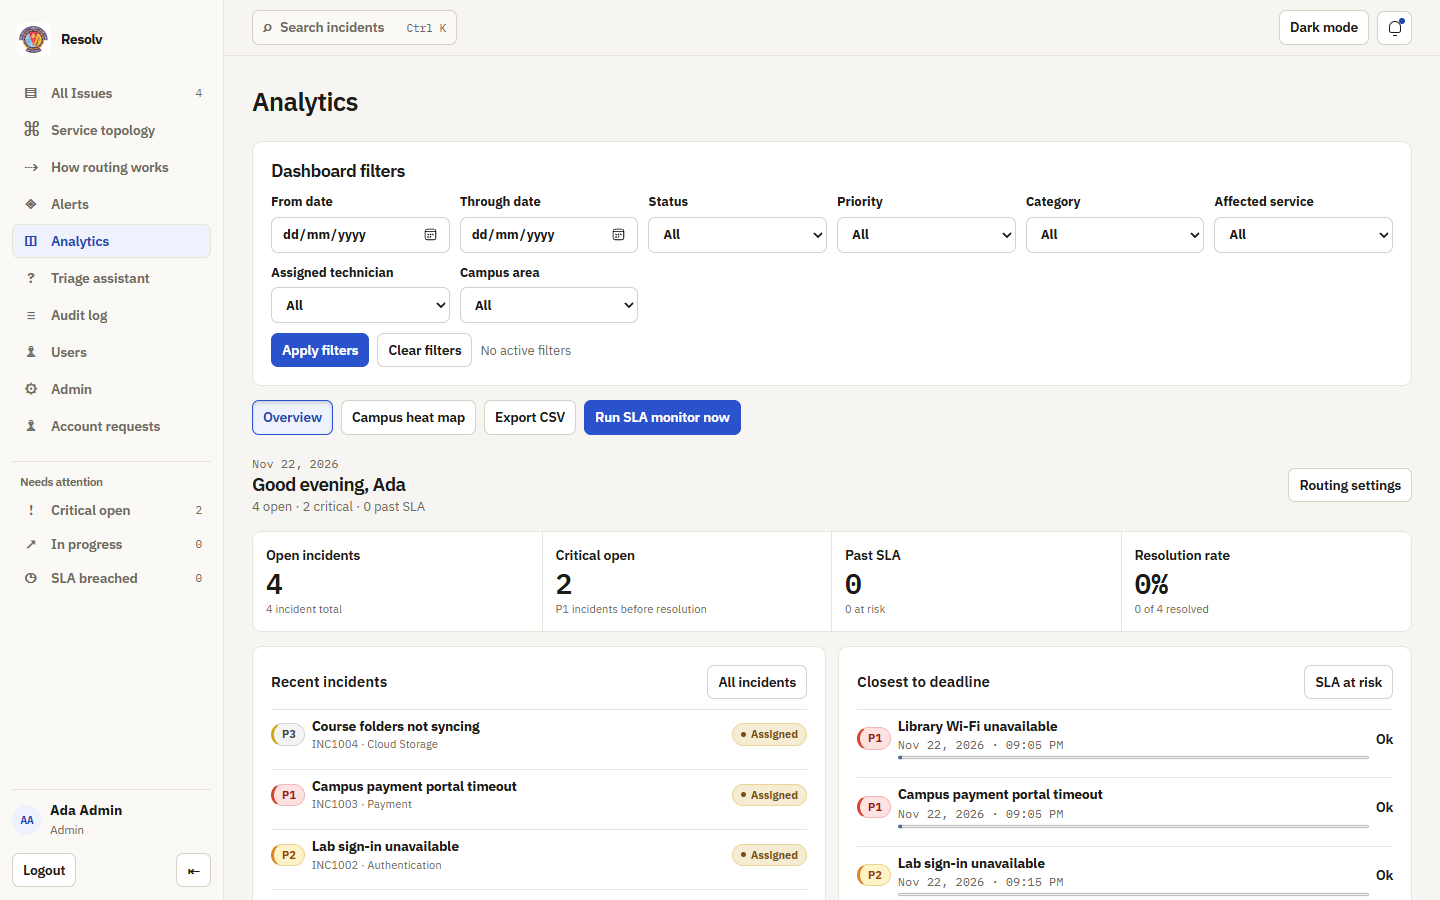 Resolv
Search incidents Ctrl K
Dark mode
All Issues 4
Service topology
How routing works
Alerts
Analytics
Triage assistant
Audit log
Users
Admin
Account requests
Needs attention
Critical open 2
In progress 0
SLA breached 0
AA
Ada Admin
Admin
Logout
Analytics
Dashboard filters
From date Through date Status Priority Category Affected service
dd/mm/yyyy dd/mm/yyyy All All All All
Assigned technician Campus area
All All
Apply filters Clear filters No active filters
Overview Campus heat map Export CSV Run SLA monitor now
Nov 22, 2026
Good evening, Ada
4 open · 2 critical · 0 past SLA
Routing settings
Open incidents
4
4 incident total
Critical open
2
P1 incidents before resolution
Past SLA
0
0 at risk
Resolution rate
0%
0 of 4 resolved
Recent incidents All incidents
P3 Course folders not syncing Assigned
INC1004 · Cloud Storage
P1 Campus payment portal timeout Assigned
INC1003 · Payment
P2 Lab sign-in unavailable Assigned
INC1002 · Authentication
Closest to deadline SLA at risk
P1 Library Wi-Fi unavailable Ok
Nov 22, 2026 · 09:05 PM
P1 Campus payment portal timeout Ok
Nov 22, 2026 · 09:05 PM
P2 Lab sign-in unavailable Ok
Nov 22, 2026 · 09:15 PM